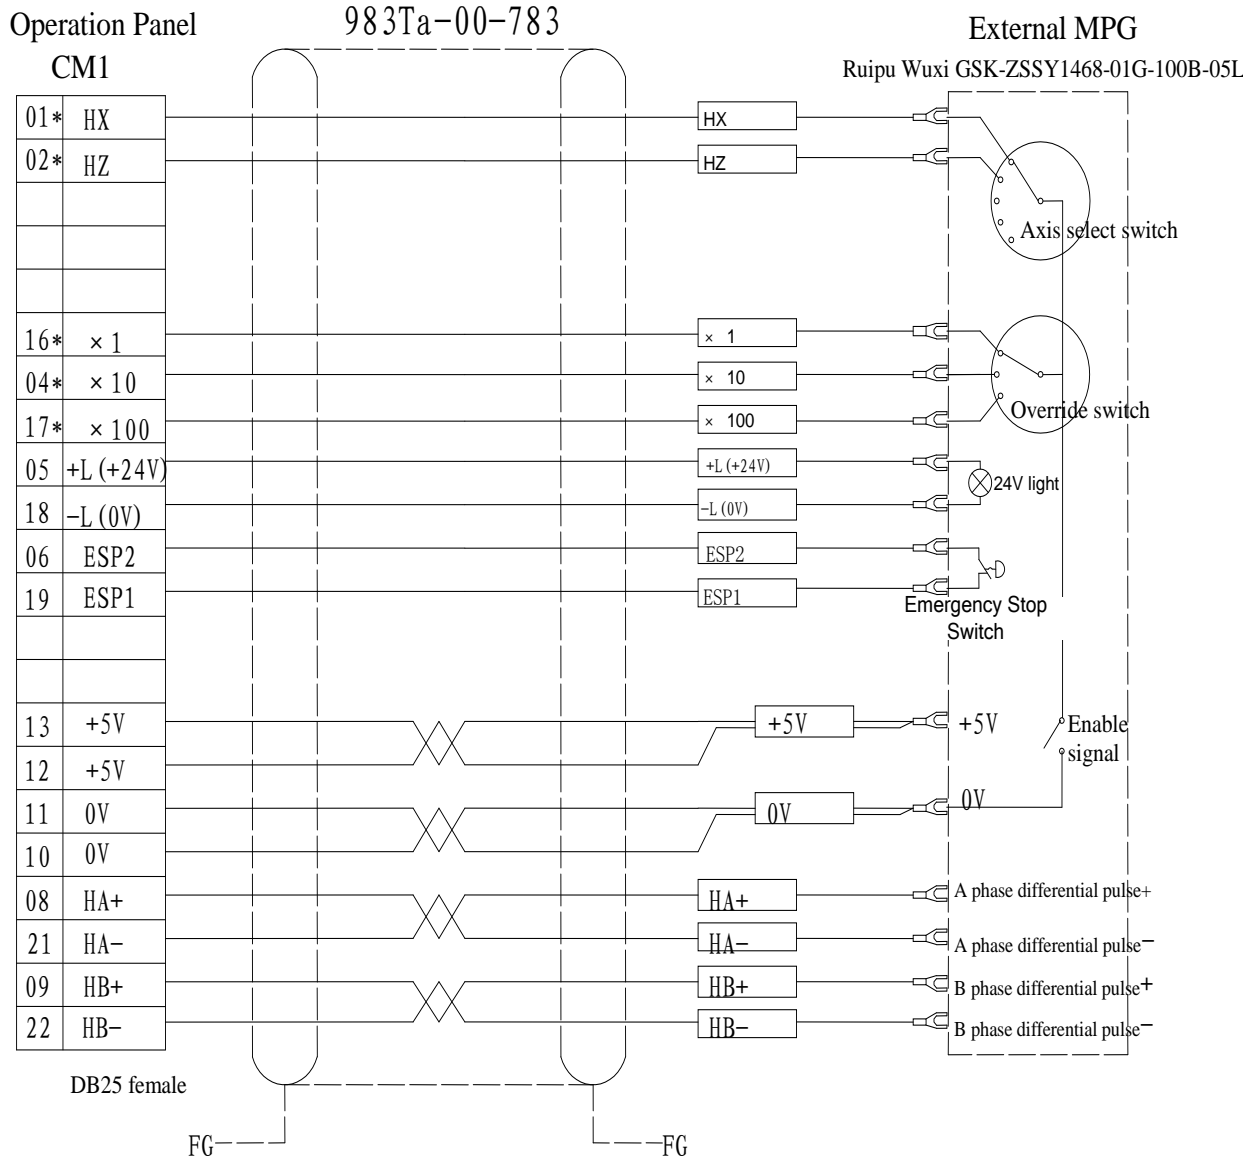 983Ta-00-783
Operation Panel
External MPG
CM1
Ruipu Wuxi GSK-ZSSY1468-01G-100B-05L
01* HX
HX
02* HZ
HZ
Axis select switch
16* × 1
× 1
04* × 10
× 10
17* × 100
× 100
Override switch
05 +L(+24V)
+L(+24V)
24V light
18 -L(0V)
-L(0V)
06 ESP2
ESP2
19 ESP1
ESP1
Emergency Stop
Switch
13 +5V
+5V
+5V
Enable
signal
12 +5V
11 0V
0V
0V
10 0V
08 HA+
HA+
A phase differential pulse+
21 HA-
HA-
A phase differential pulse-
09 HB+
HB+
B phase differential pulse+
22 HB-
HB-
B phase differential pulse-
DB25 female
FG
FG